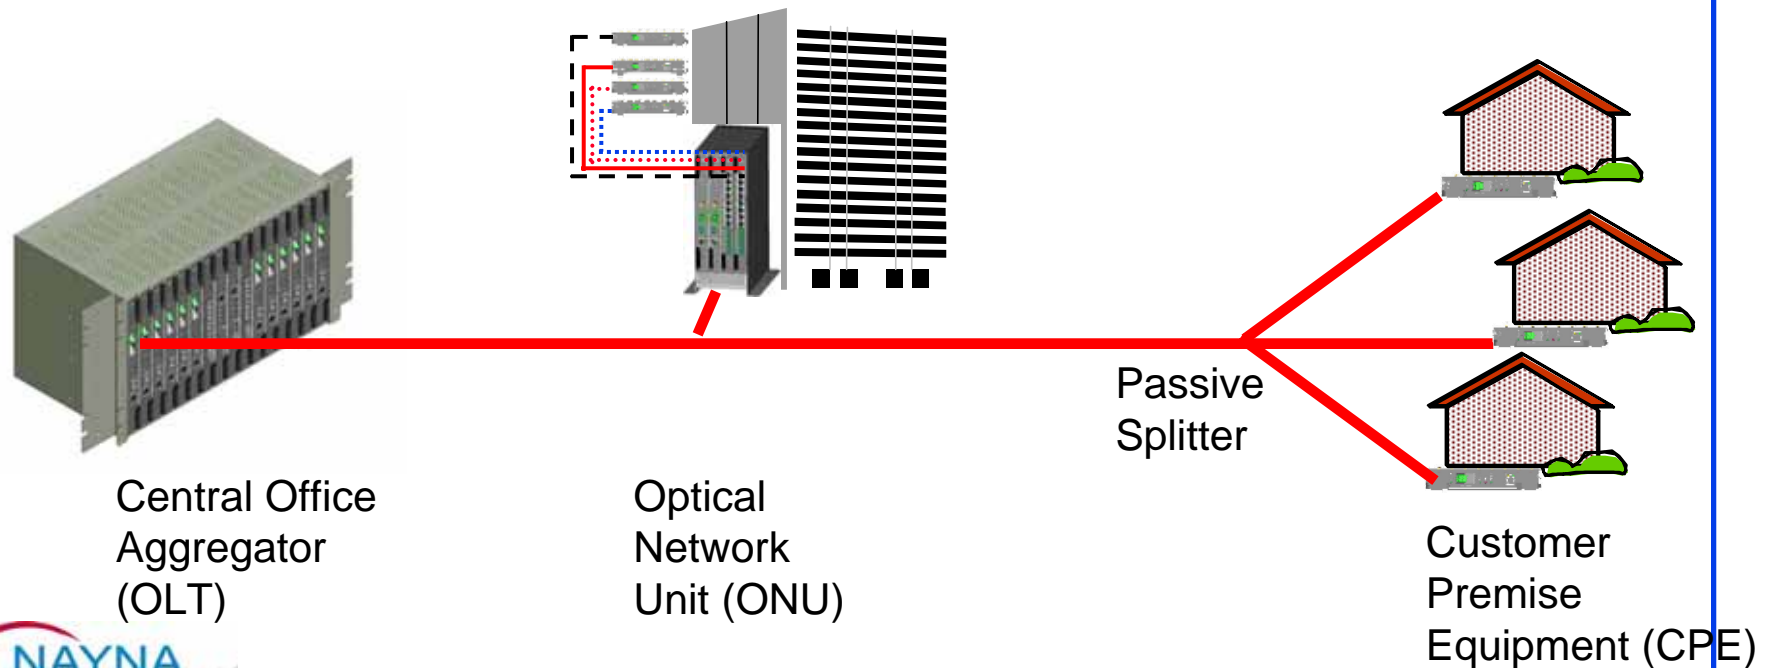 Passive
Splitter
Central Office
Aggregator
(OLT)
Optical
Network
Unit (ONU)
Customer
Premise
Equipment (CPE)
NAYNA